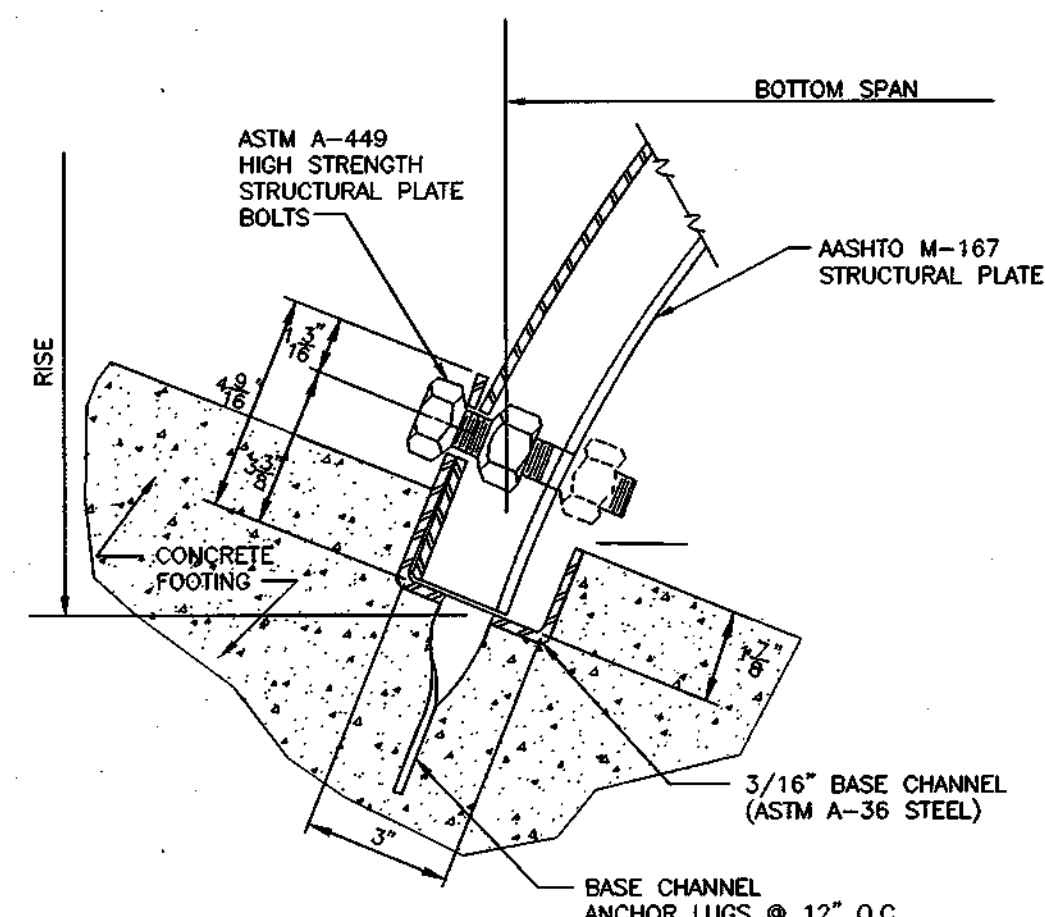 BOTTOM SPAN
ASTM A-449
HIGH STRENGTH
STRUCTURAL PLATE
BOLTS
AASHTO M-167
STRUCTURAL PLATE
RISE
1 3/16"
4 9/16"
3 3/8"
CONCRETE
FOOTING
1 7/8"
3/16" BASE CHANNEL
(ASTM A-36 STEEL)
3"
BASE CHANNEL
ANCHOR LUGS @ 12" O.C.